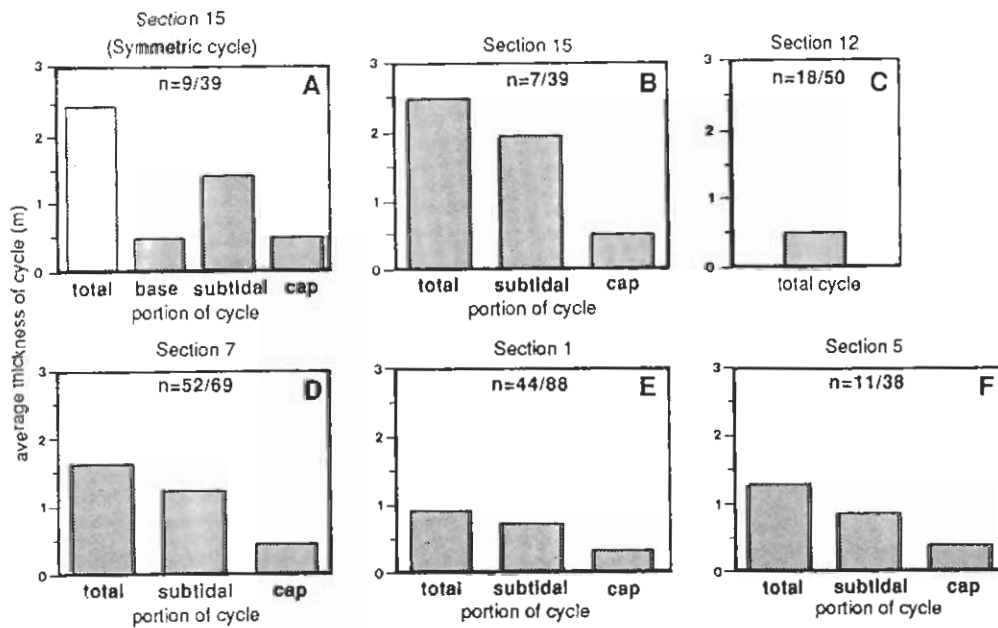 Section 15
(Symmetric cycle)
n=9/39
A
3
2
1
0
total base subtidal cap
portion of cycle
Section 15
n=7/39
B
3
2
1
0
total subtidal cap
portion of cycle
Section 12
n=18/50
C
3
2
1
0
total cycle
average thickness of cycle (m)
Section 7
n=52/69
D
3
2
1
0
total subtidal cap
portion of cycle
Section 1
n=44/88
E
3
2
1
0
total subtidal cap
portion of cycle
Section 5
n=11/38
F
3
2
1
0
total subtidal cap
portion of cycle